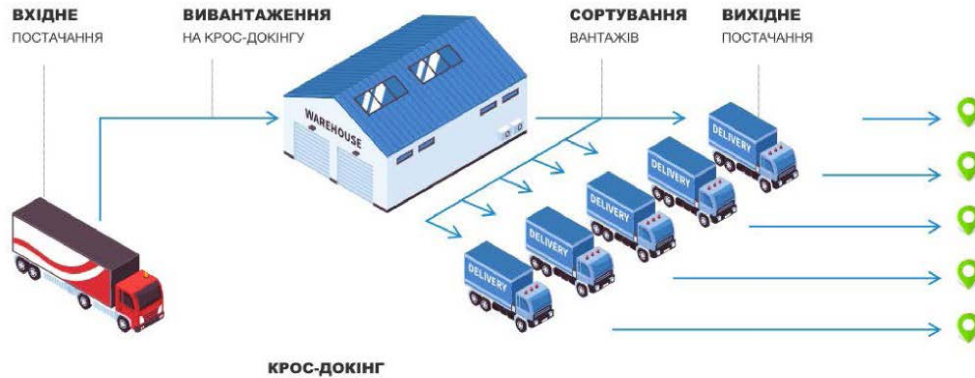 ВХІДНЕ
ПОСТАЧАННЯ
ВИВАНТАЖЕННЯ
НА КРОС-ДОКІНГУ
СОРТУВАННЯ
ВАНТАЖІВ
ВИХІДНЕ
ПОСТАЧАННЯ
WAREHOUSE
DELIVERY
DELIVERY
DELIVERY
DELIVERY
DELIVERY
КРОС-ДОКІНГ